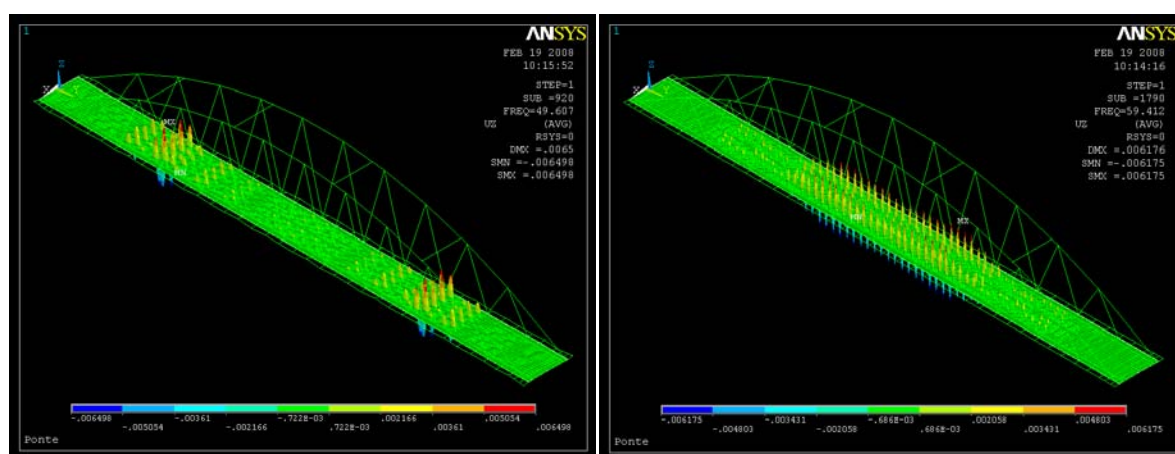 1
ANSYS
FEB 19 2008
10:15:52
STEP=1
SUB =920
FREQ=49.607
UZ (AVG)
RSYS=0
DMX =.0065
SMN =-.006498
SMX =.006498
Z
X
Y
MX
MN
-.006498 -.00361 -.722E-03 .002166 .005054
-.005054 -.002166 .722E-03 .00361 .006498
Ponte
1
ANSYS
FEB 19 2008
10:14:16
STEP=1
SUB =1790
FREQ=59.412
UZ (AVG)
RSYS=0
DMX =.006176
SMN =-.006175
SMX =.006175
Z
X
Y
MN
MX
-.006175 -.003431 -.686E-03 .002058 .004803
-.004803 -.002058 .686E-03 .003431 .006175
Ponte